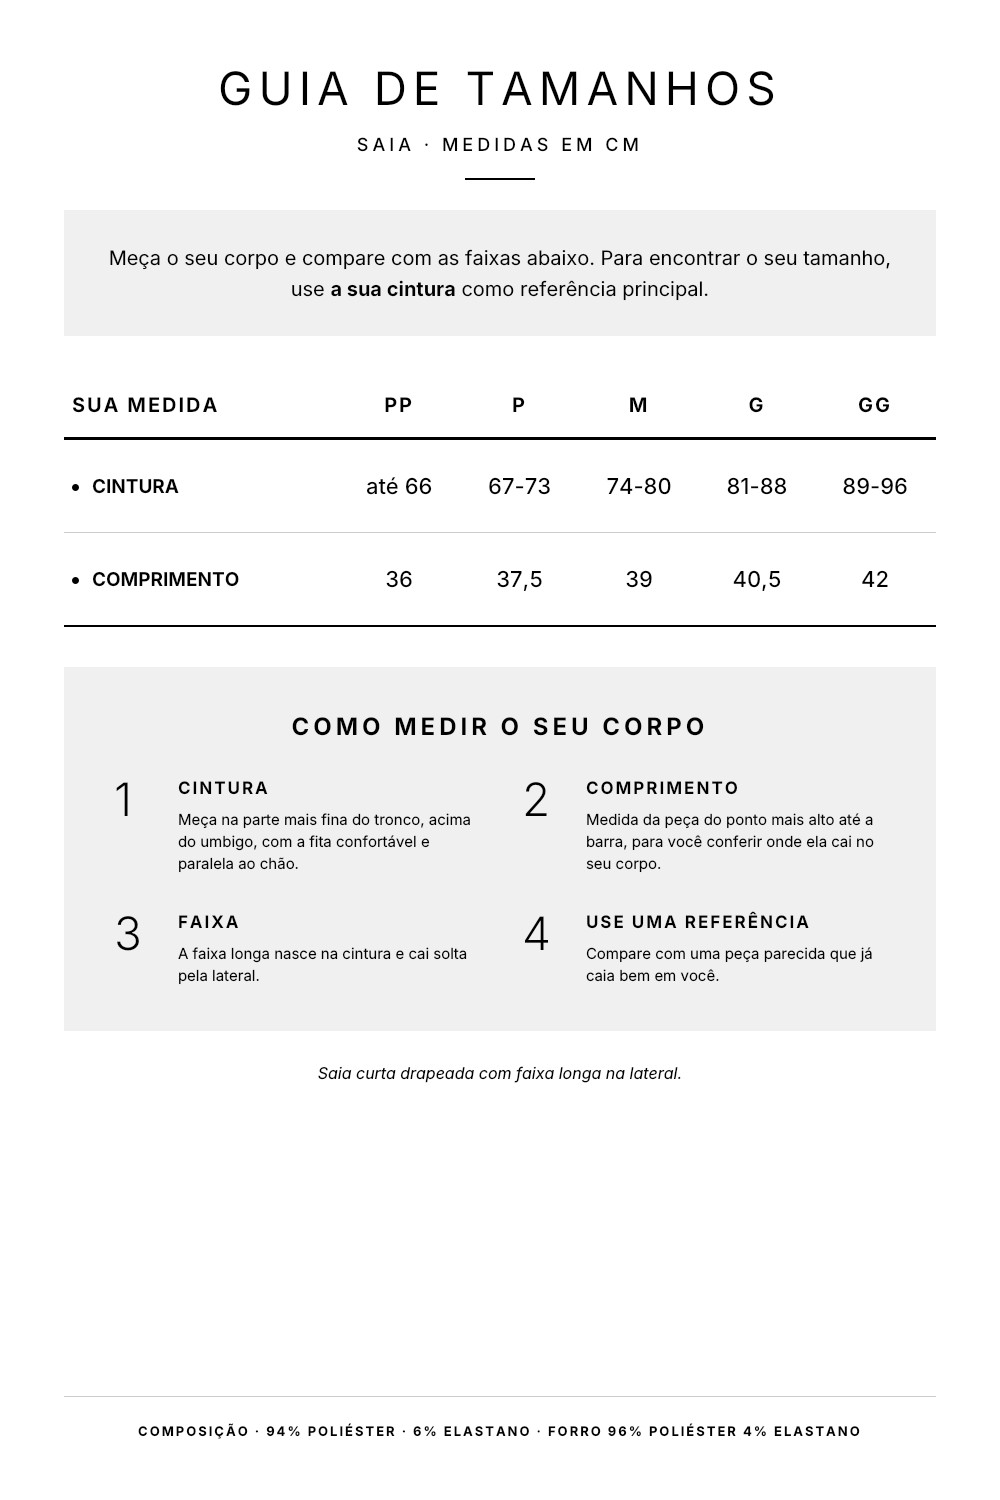 GUIA DE TAMANHOS
SAIA · MEDIDAS EM CM
Meça o seu corpo e compare com as faixas abaixo. Para encontrar o seu tamanho,
use a sua cintura como referência principal.
SUA MEDIDA PP P M G GG
• CINTURA até 66 67-73 74-80 81-88 89-96
• COMPRIMENTO 36 37,5 39 40,5 42
COMO MEDIR O SEU CORPO
1 CINTURA
Meça na parte mais fina do tronco, acima
do umbigo, com a fita confortável e
paralela ao chão.
2 COMPRIMENTO
Medida da peça do ponto mais alto até a
barra, para você conferir onde ela cai no
seu corpo.
3 FAIXA
A faixa longa nasce na cintura e cai solta
pela lateral.
4 USE UMA REFERÊNCIA
Compare com uma peça parecida que já
caia bem em você.
Saia curta drapeada com faixa longa na lateral.
COMPOSIÇÃO · 94% POLIÉSTER · 6% ELASTANO · FORRO 96% POLIÉSTER 4% ELASTANO